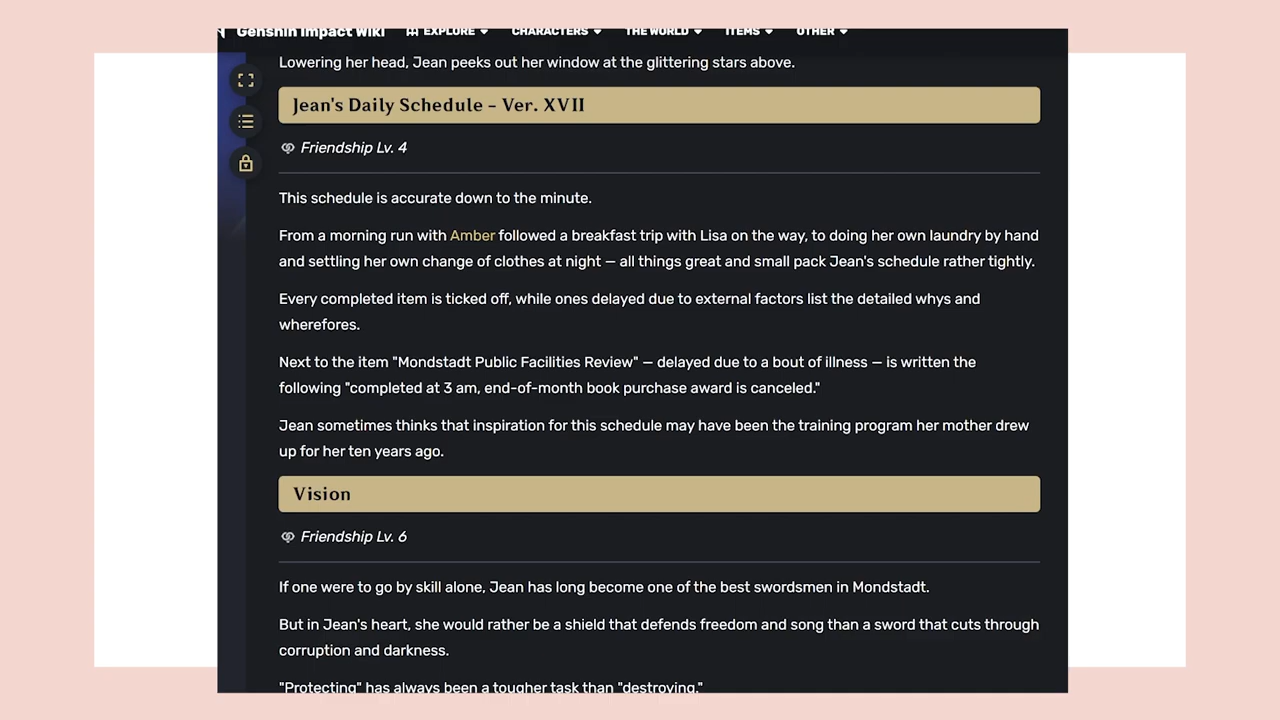 Genshin Impact Wiki EXPLORE CHARACTERS THE WORLD ITEMS OTHER
Lowering her head, Jean peeks out her window at the glittering stars above.
Jean's Daily Schedule - Ver. XVII
Friendship Lv. 4
This schedule is accurate down to the minute.
From a morning run with Amber followed a breakfast trip with Lisa on the way, to doing her own laundry by hand
and settling her own change of clothes at night — all things great and small pack Jean's schedule rather tightly.
Every completed item is ticked off, while ones delayed due to external factors list the detailed whys and
wherefores.
Next to the item "Mondstadt Public Facilities Review" — delayed due to a bout of illness — is written the
following "completed at 3 am, end-of-month book purchase award is canceled."
Jean sometimes thinks that inspiration for this schedule may have been the training program her mother drew
up for her ten years ago.
Vision
Friendship Lv. 6
If one were to go by skill alone, Jean has long become one of the best swordsmen in Mondstadt.
But in Jean's heart, she would rather be a shield that defends freedom and song than a sword that cuts through
corruption and darkness.
"Protecting" has always been a tougher task than "destroying."